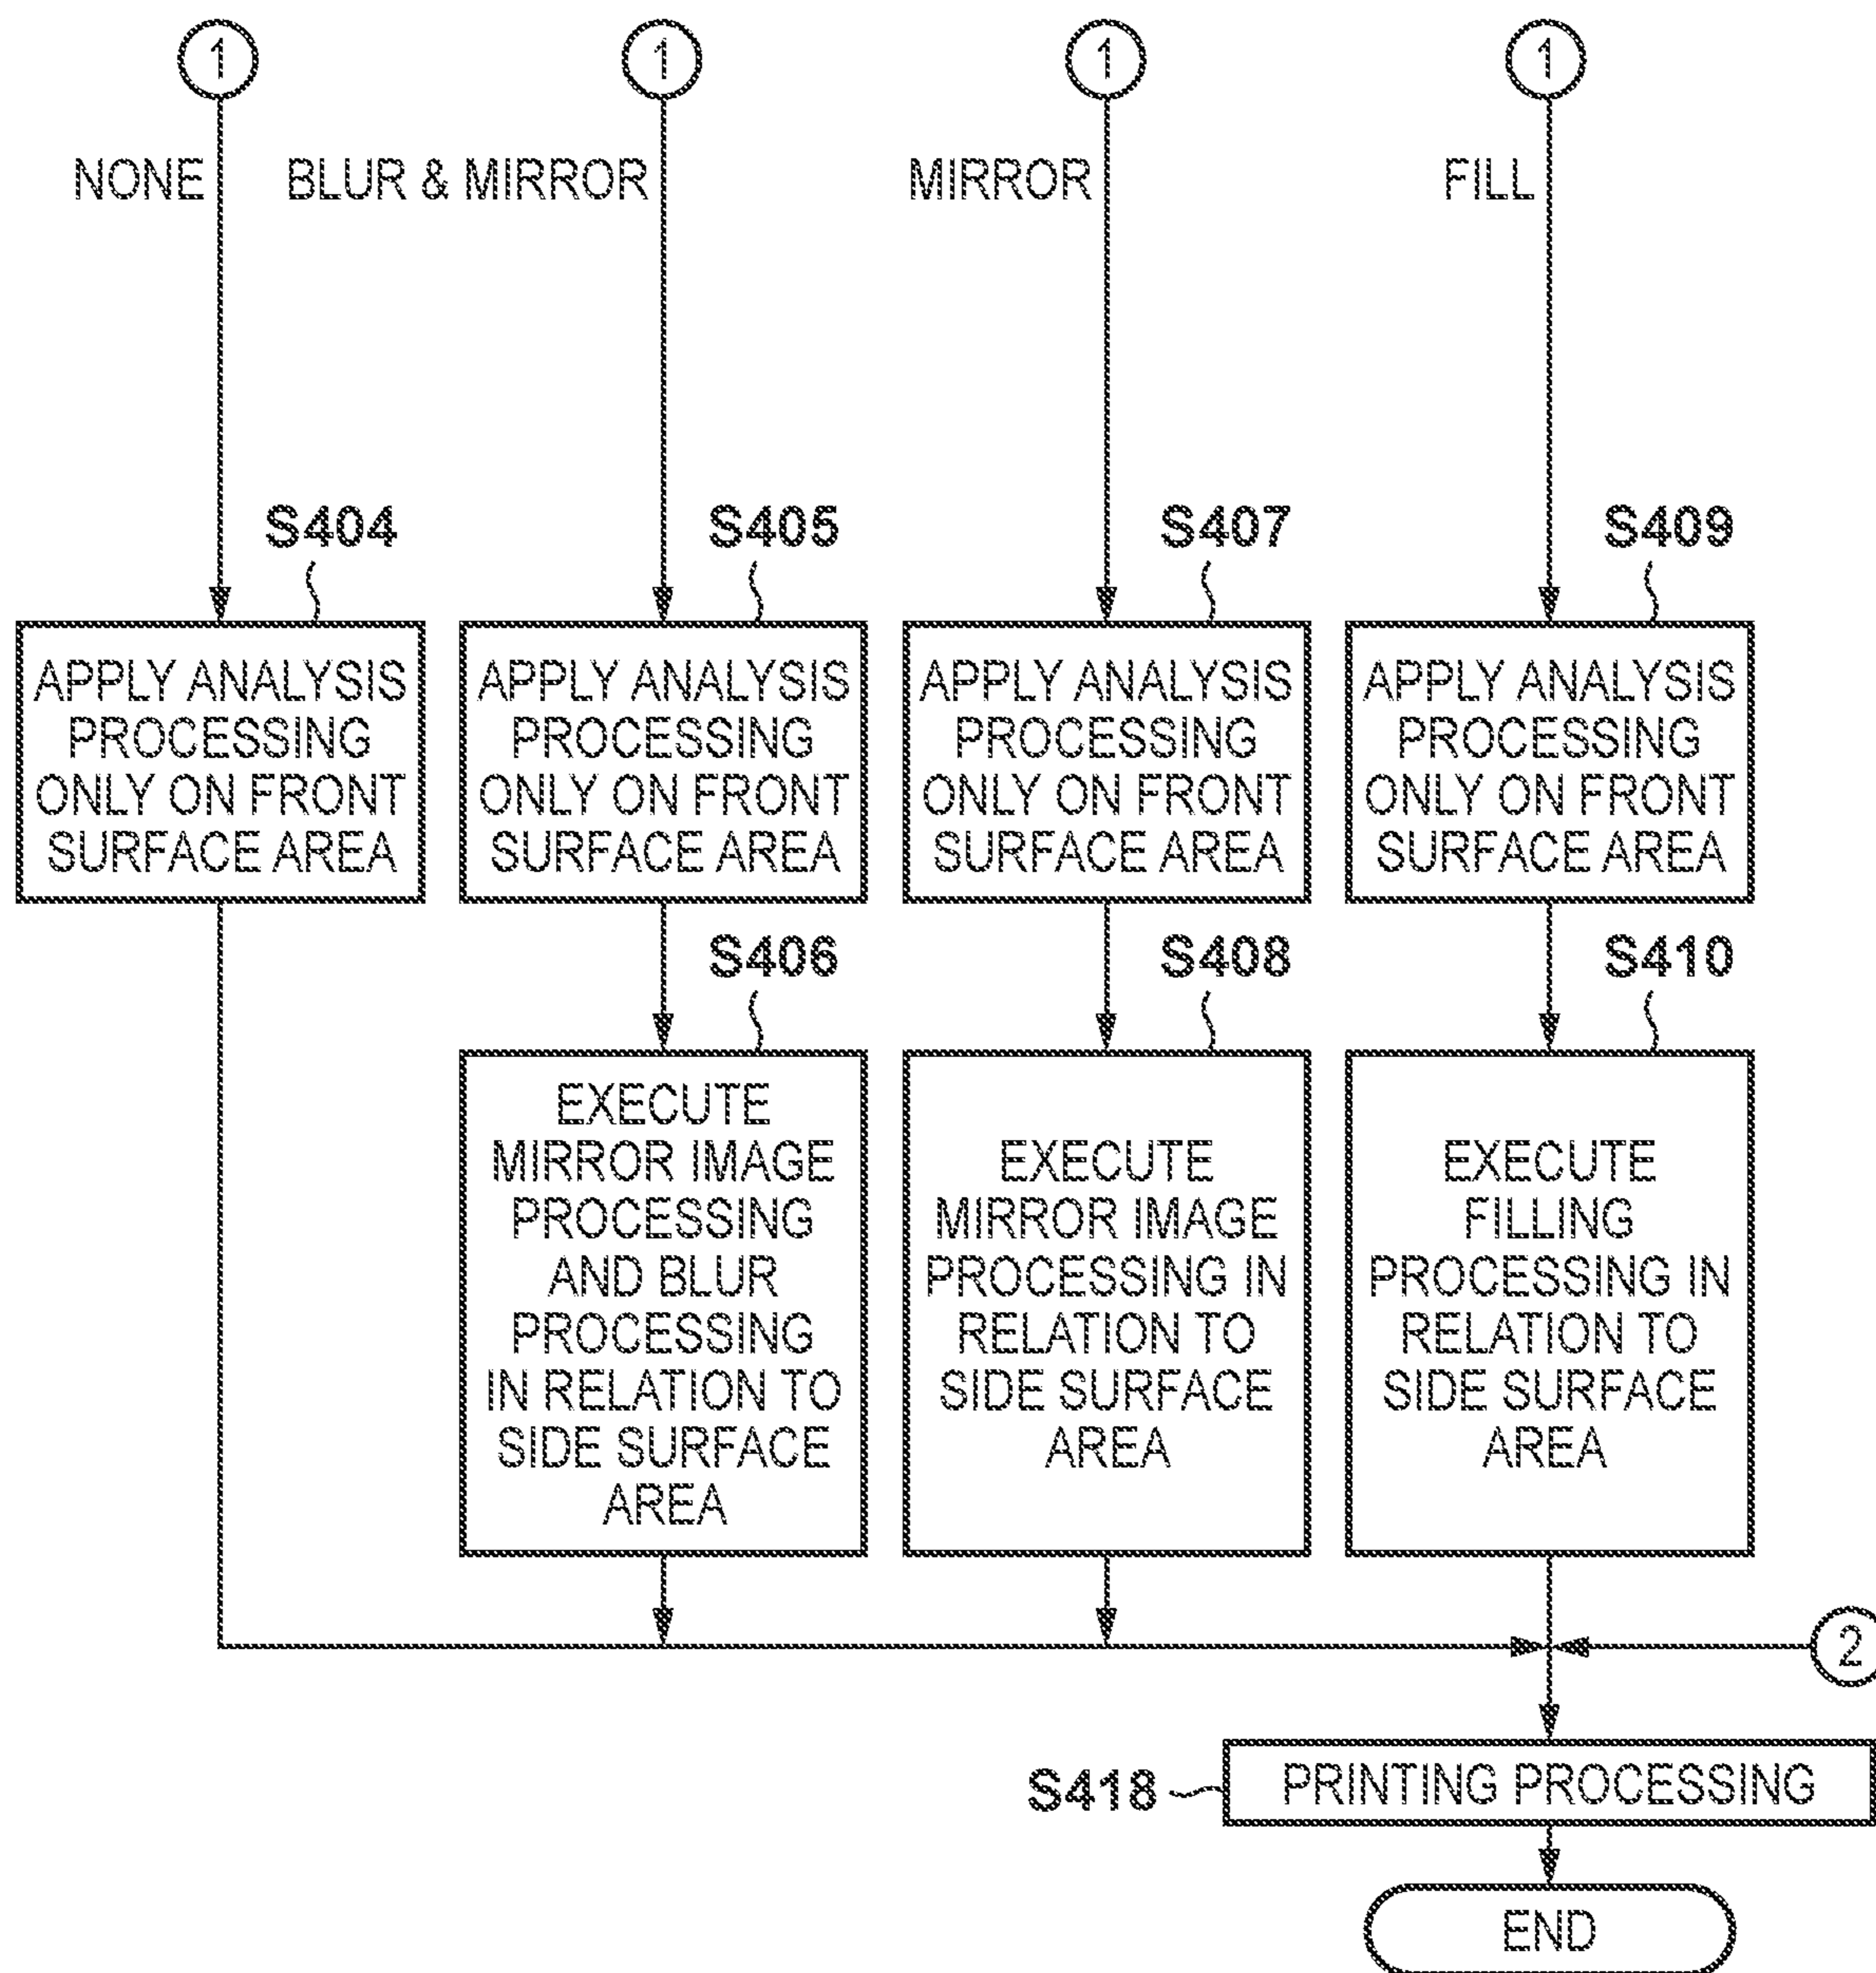 1
1
1
1
NONE
BLUR & MIRROR
MIRROR
FILL
S404
S405
S407
S409
APPLY ANALYSIS
PROCESSING
ONLY ON FRONT
SURFACE AREA
APPLY ANALYSIS
PROCESSING
ONLY ON FRONT
SURFACE AREA
APPLY ANALYSIS
PROCESSING
ONLY ON FRONT
SURFACE AREA
APPLY ANALYSIS
PROCESSING
ONLY ON FRONT
SURFACE AREA
S406
S408
S410
EXECUTE
MIRROR IMAGE
PROCESSING
AND BLUR
PROCESSING
IN RELATION TO
SIDE SURFACE
AREA
EXECUTE
MIRROR IMAGE
PROCESSING IN
RELATION TO
SIDE SURFACE
AREA
EXECUTE
FILLING
PROCESSING IN
RELATION TO
SIDE SURFACE
AREA
2
S418
PRINTING PROCESSING
END